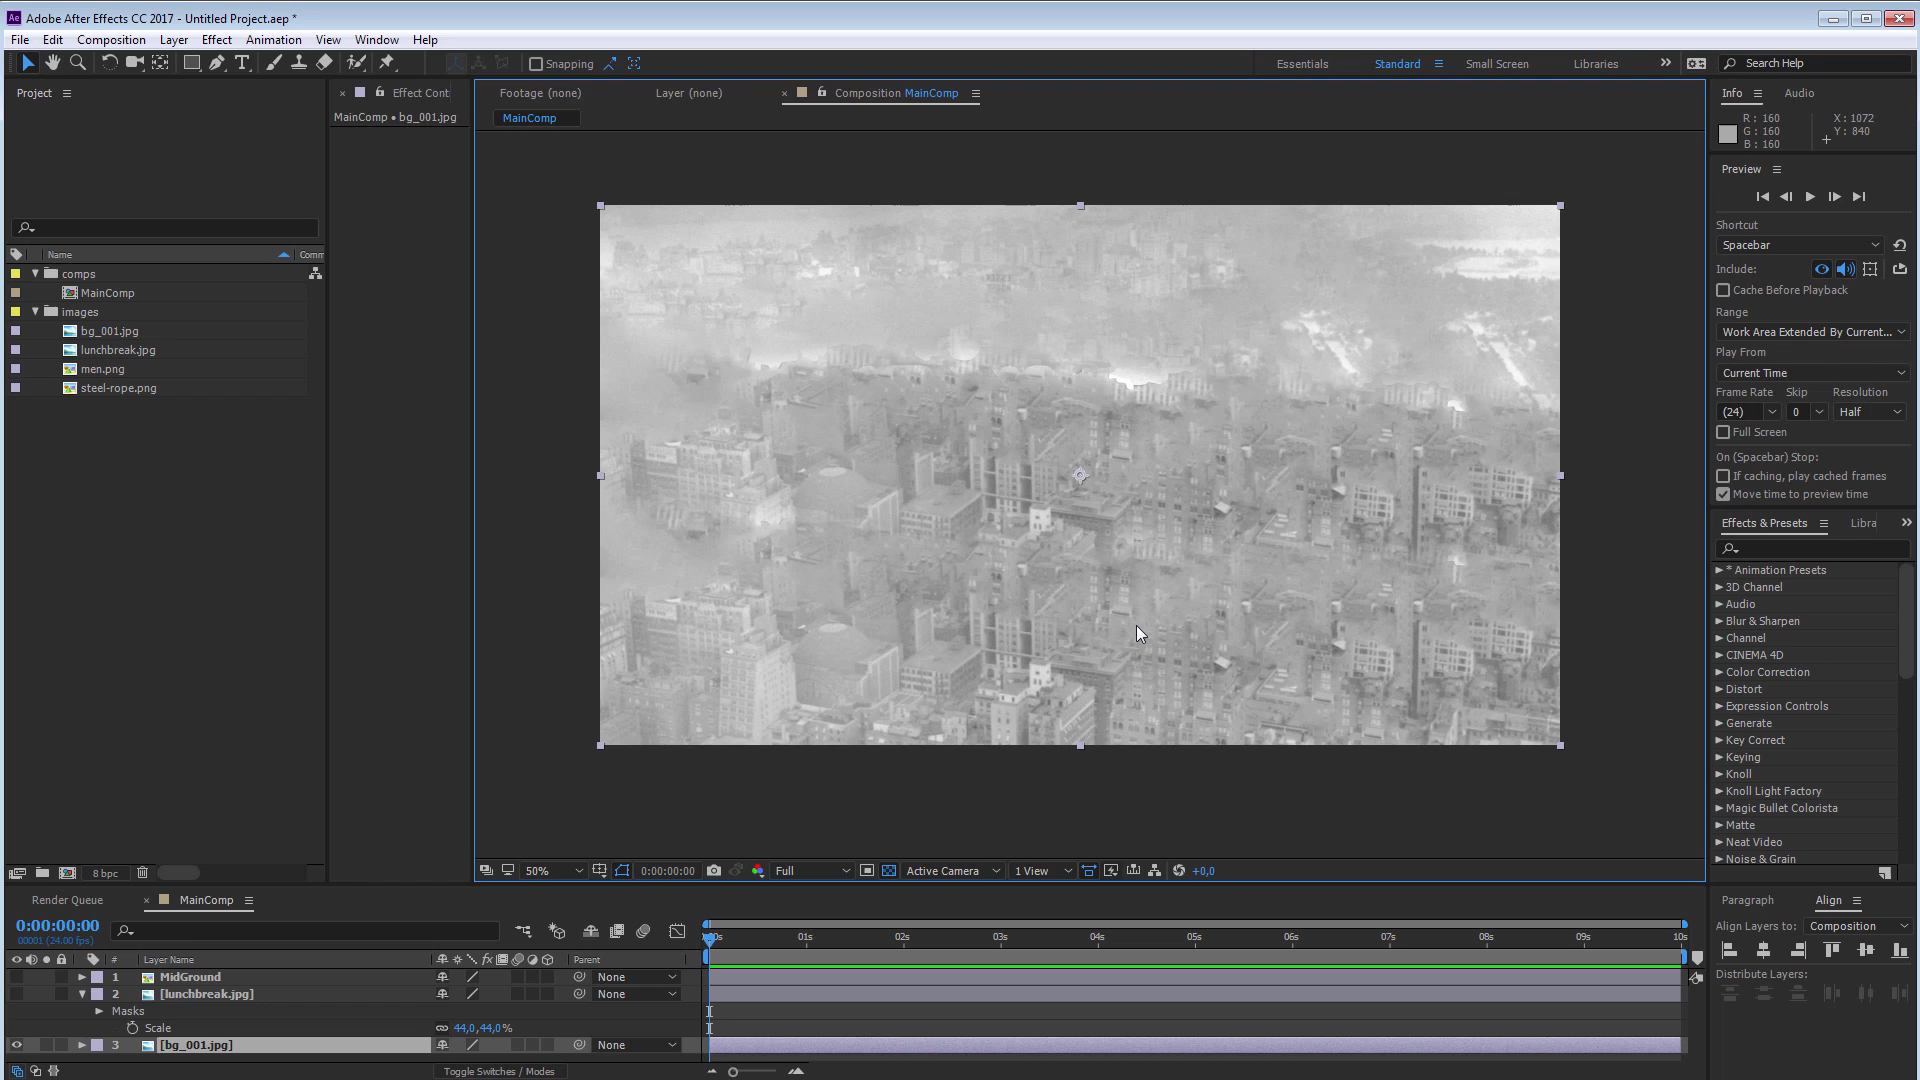 Ae Adobe After Effects CC 2017 - Untitled Project.aep *
File Edit Composition Layer Effect Animation View Window Help
Snapping Essentials Standard Small Screen Libraries Search Help
Project
Effect Cont
MainComp • bg_001.jpg
Footage (none) Layer (none) Composition MainComp
MainComp
Info Audio
R : 160 X : 1072
G : 160 Y : 840
B : 160
Preview
Shortcut
Spacebar
Include:
Cache Before Playback
Range
Work Area Extended By Current...
Play From
Current Time
Frame Rate Skip Resolution
(24) 0 Half
Full Screen
On (Spacebar) Stop:
If caching, play cached frames
Move time to preview time
Name Comm
comps
MainComp
images
bg_001.jpg
lunchbreak.jpg
men.png
steel-rope.png
Effects & Presets Libra
* Animation Presets
3D Channel
Audio
Blur & Sharpen
Channel
CINEMA 4D
Color Correction
Distort
Expression Controls
Generate
Key Correct
Keying
Knoll
Knoll Light Factory
Magic Bullet Colorista
Matte
Neat Video
Noise & Grain
8 bpc
50% 0:00:00:00 Full Active Camera 1 View +0,0
Render Queue MainComp
0:00:00:00
00001 (24.00 fps)
:00s 01s 02s 03s 04s 05s 06s 07s 08s 09s 10s
# Layer Name fx Parent
1 MidGround None
2 [lunchbreak.jpg] None
Masks
Scale 44,0,44,0%
3 [bg_001.jpg] None
Toggle Switches / Modes
Paragraph Align
Align Layers to: Composition
Distribute Layers: